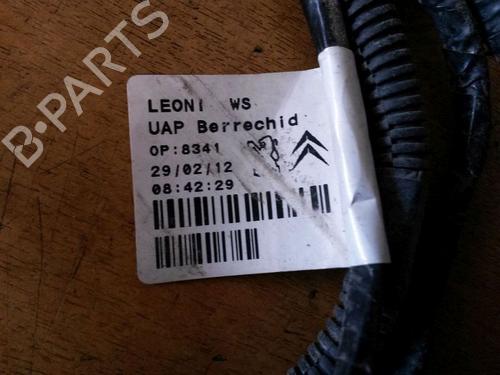 B-PARTS
LEONI WS
UAP Berrechid
OP:8341
29/02/12
08:42:29